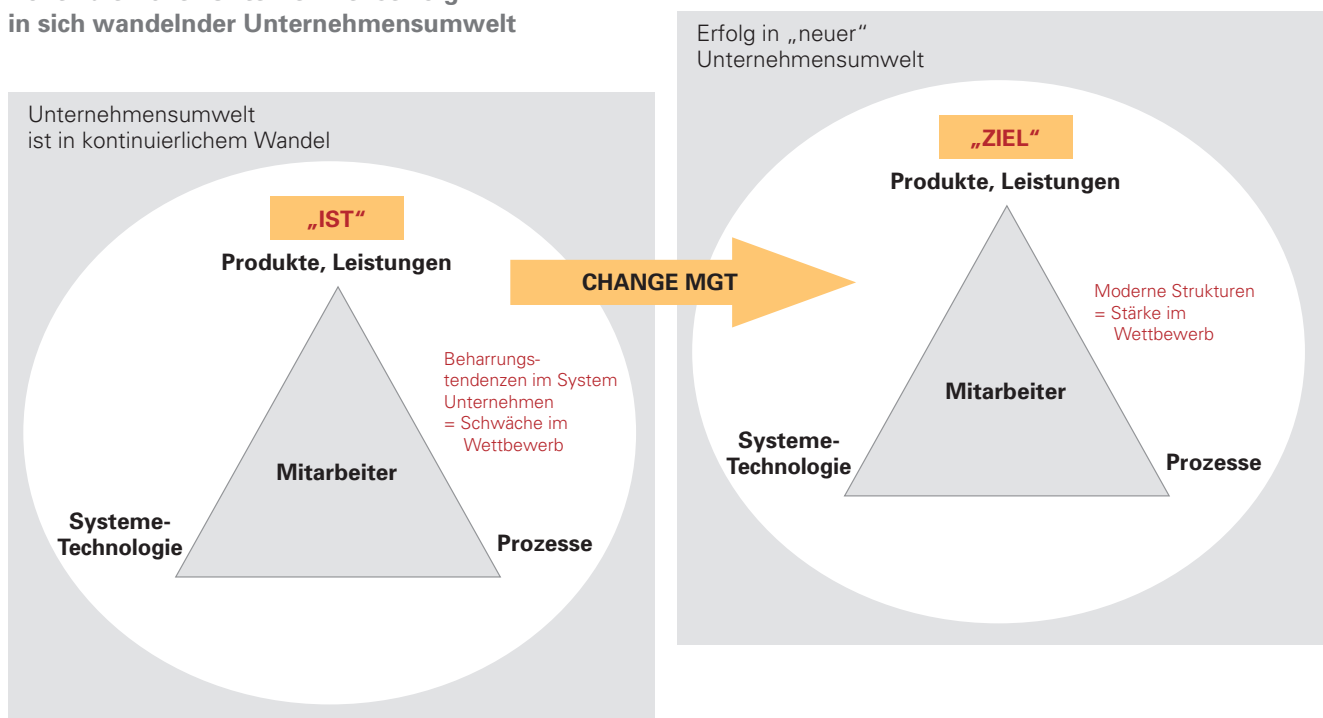 in sich wandelnder Unternehmensumwelt
Unternehmensumwelt
ist in kontinuierlichem Wandel
„IST“
Produkte, Leistungen
Beharrungs-
tendenzen im System
Unternehmen
= Schwäche im
Wettbewerb
Mitarbeiter
Systeme-
Technologie
Prozesse
CHANGE MGT
Erfolg in „neuer“
Unternehmensumwelt
„ZIEL“
Produkte, Leistungen
Moderne Strukturen
= Stärke im
Wettbewerb
Mitarbeiter
Systeme-
Technologie
Prozesse